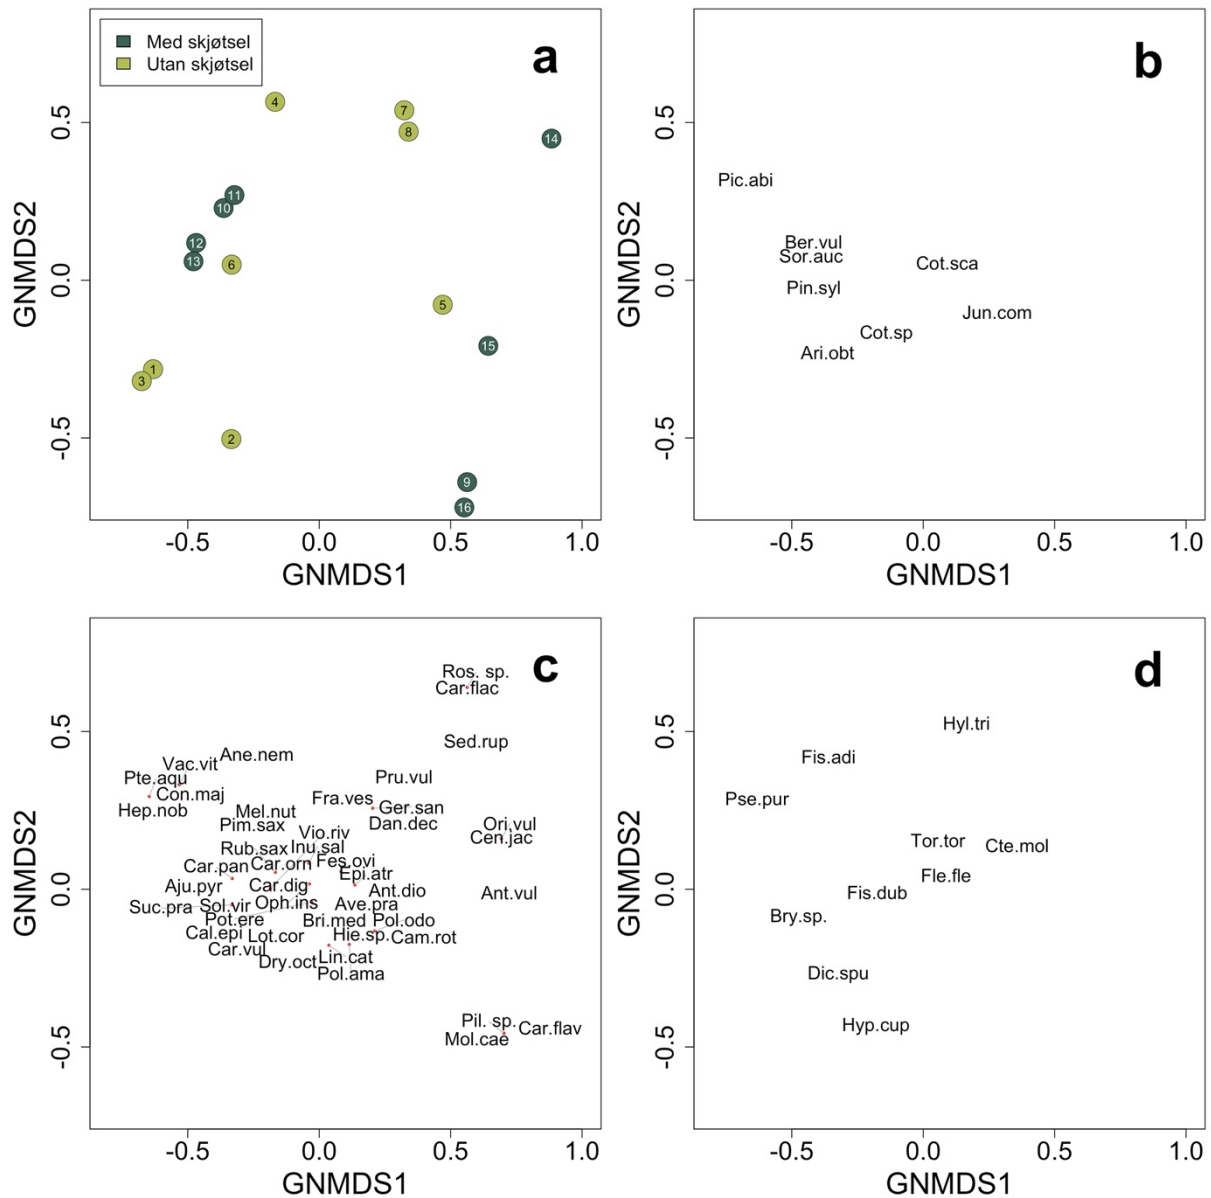 Med skjøtsel
Utan skjøtsel
a
4
7
8
14
11
10
12
13
6
5
15
1
3
2
9
16
0.5
0.0
-0.5
GNMDS2
-0.5 0.0 0.5 1.0
GNMDS1
b
Pic.abi
Ber.vul
Sor.auc
Cot.sca
Pin.syl
Jun.com
Cot.sp
Ari.obt
0.5
0.0
-0.5
GNMDS2
-0.5 0.0 0.5 1.0
GNMDS1
c
Ros. sp.
Car.flac
Sed.rup
Ane.nem
Vac.vit
Pte.aqu
Pru.vul
Con.maj
Fra.ves
Hep.nob
Ger.san
Mel.nut
Dan.dec
Ori.vul
Pim.sax
Vio.riv
Cen.jac
Rub.sax
Inu.sal
Car.pan
Car.orn
Fes.ovi
Epi.atr
Aju.pyr
Car.dig
Ant.dio
Ant.vul
Suc.pra
Sol.vir
Oph.ins
Ave.pra
Pot.ere
Bri.med
Pol.odo
Cal.epi
Lot.cor
Hie.sp.
Cam.rot
Car.vul
Dry.oct
Lin.cat
Pol.ama
Pil. sp.
Car.flav
Mol.cae
0.5
0.0
-0.5
GNMDS2
-0.5 0.0 0.5 1.0
GNMDS1
d
Hyl.tri
Fis.adi
Pse.pur
Tor.tor
Cte.mol
Fle.fle
Fis.dub
Bry.sp.
Dic.spu
Hyp.cup
0.5
0.0
-0.5
GNMDS2
-0.5 0.0 0.5 1.0
GNMDS1